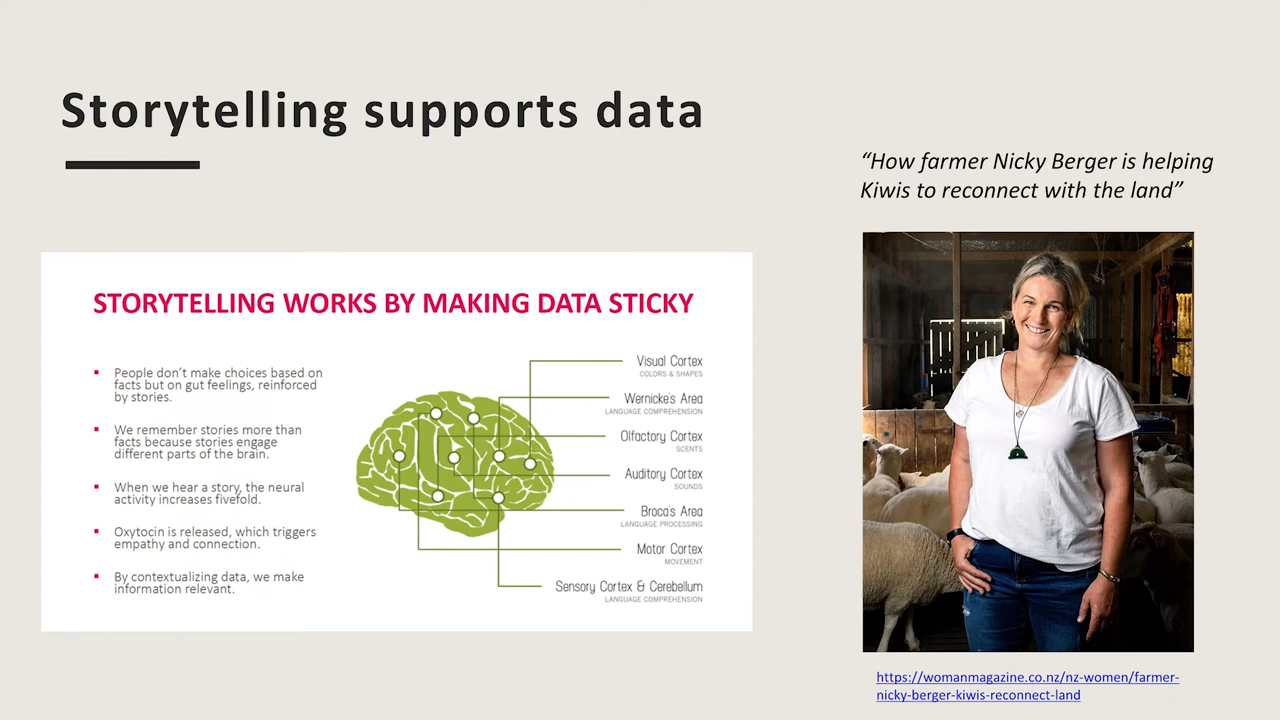 Storytelling supports data
“How farmer Nicky Berger is helping
Kiwis to reconnect with the land”
STORYTELLING WORKS BY MAKING DATA STICKY
People don’t make choices based on
facts but on gut feelings, reinforced
by stories.
We remember stories more than
facts because stories engage
different parts of the brain.
When we hear a story, the neural
activity increases fivefold.
Oxytocin is released, which triggers
empathy and connection.
By contextualizing data, we make
information relevant.
Visual Cortex
COLORS & SHAPES
Wernicke's Area
LANGUAGE COMPREHENSION
Olfactory Cortex
SCENTS
Auditory Cortex
SOUNDS
Broca's Area
LANGUAGE PROCESSING
Motor Cortex
MOVEMENT
Sensory Cortex & Cerebellum
LANGUAGE COMPREHENSION
https://womanmagazine.co.nz/nz-women/farmer-
nicky-berger-kiwis-reconnect-land